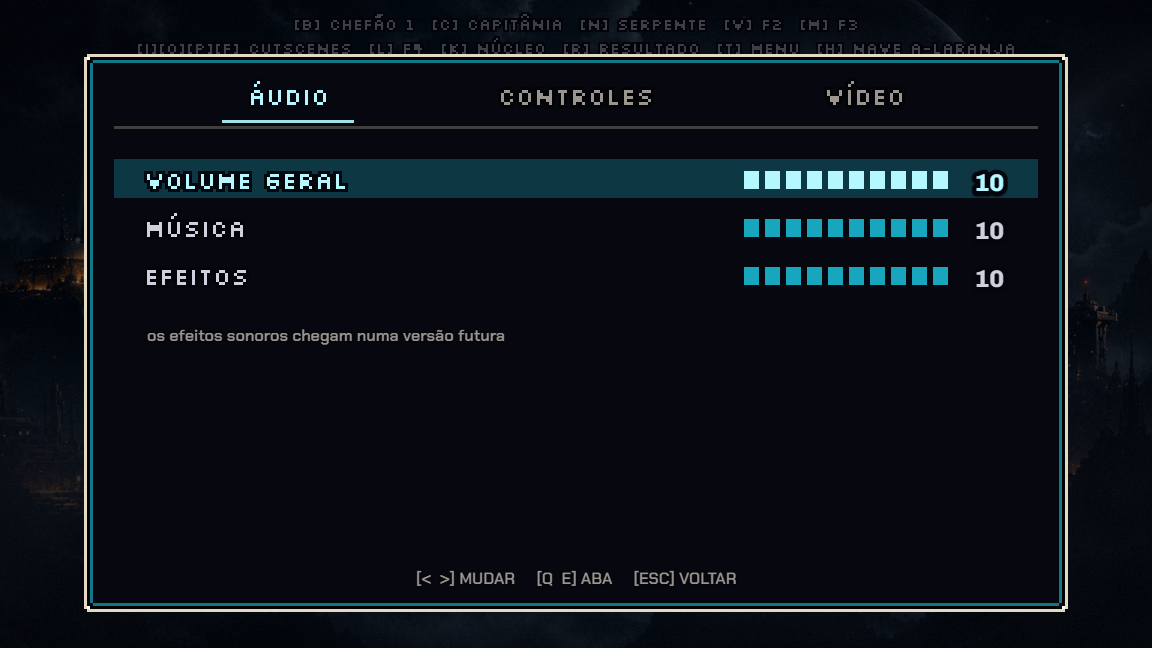 [B] CHEFÃO 1 [C] CAPITÂNIA [N] SERPENTE [V] F2 [M] F3
[I][O][P][F] CUTSCENES [L] F4 [K] NÚCLEO [R] RESULTADO [T] MENU [H] NAVE A-LARANJA
ÁUDIO CONTROLES VÍDEO
VOLUME GERAL 10
MÚSICA 10
EFEITOS 10
os efeitos sonoros chegam numa versão futura
[< >] MUDAR [Q E] ABA [ESC] VOLTAR